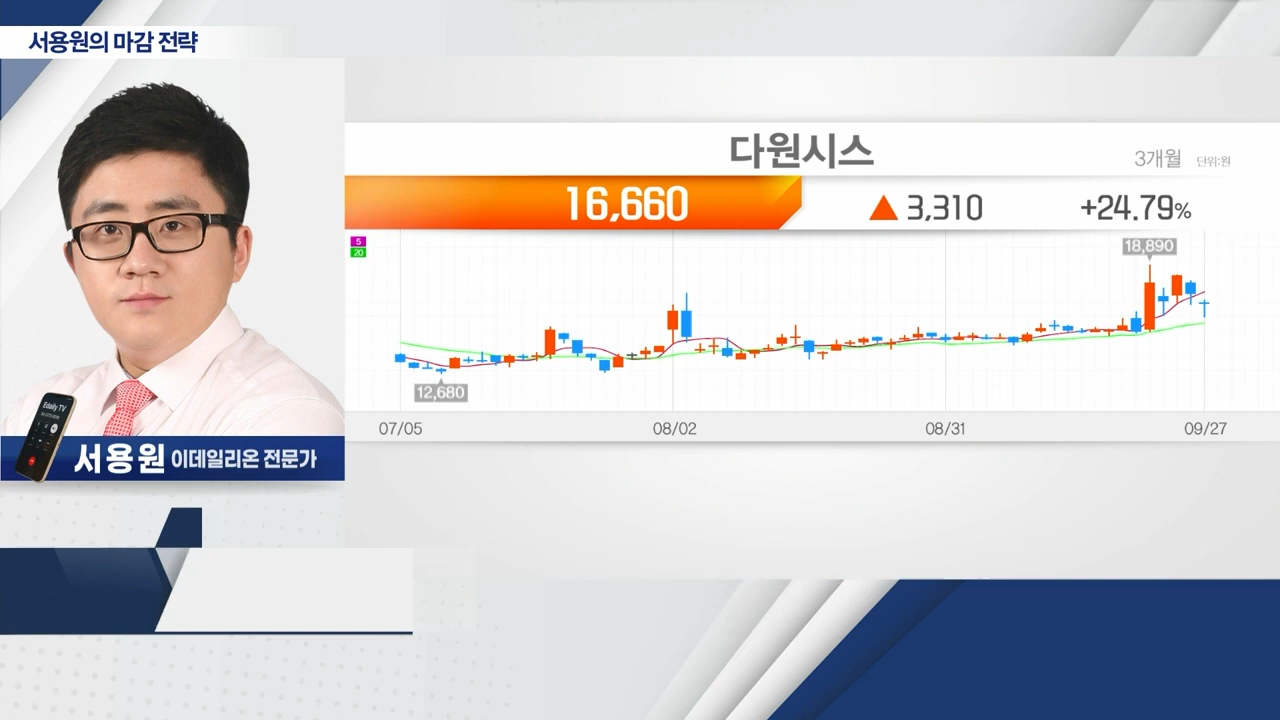 서용원의 마감 전략
다원시스
3개월 단위:원
16,660 ▲ 3,310 +24.79%
5
20
18,890
12,680
07/05 08/02 08/31 09/27
Edaily TV
서용원 이데일리온 전문가